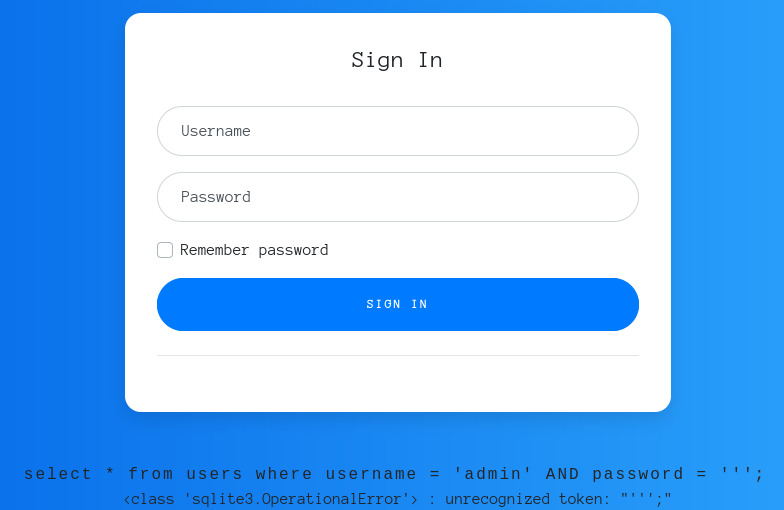 Sign In
Username
Password
Remember password
SIGN IN
select * from users where username = 'admin' AND password = ''';
<class 'sqlite3.OperationalError'> : unrecognized token: "''';"